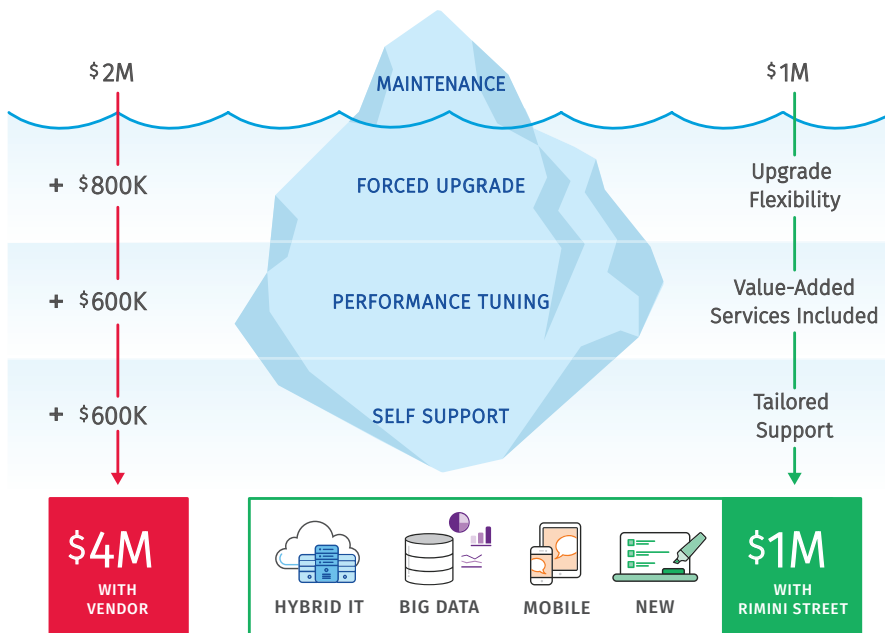 $2M
MAINTENANCE
$1M
+ $800K
FORCED UPGRADE
Upgrade
Flexibility
+ $600K
PERFORMANCE TUNING
Value-Added
Services Included
+ $600K
SELF SUPPORT
Tailored
Support
$4M
WITH
VENDOR
HYBRID IT
BIG DATA
MOBILE
NEW
$1M
WITH
RIMINI STREET